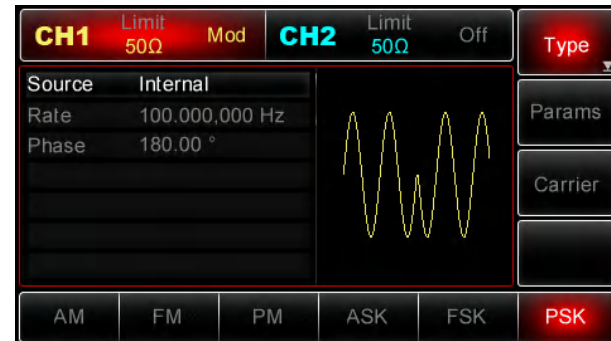 CH1 Limit 50Ω Mod CH2 Limit 50Ω Off Type
Source Internal
Rate 100.000,000 Hz
Phase 180.00 °
Params
Carrier
AM FM PM ASK FSK PSK